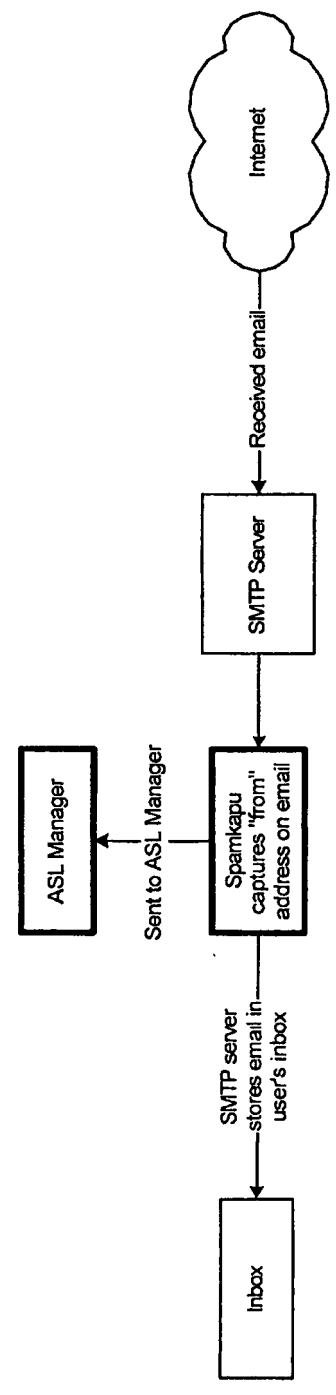 Internet
Received email
SMTP Server
ASL Manager
Sent to ASL Manager
Spamkapu
captures "from"
address on email
SMTP server
stores email in
user's inbox
Inbox